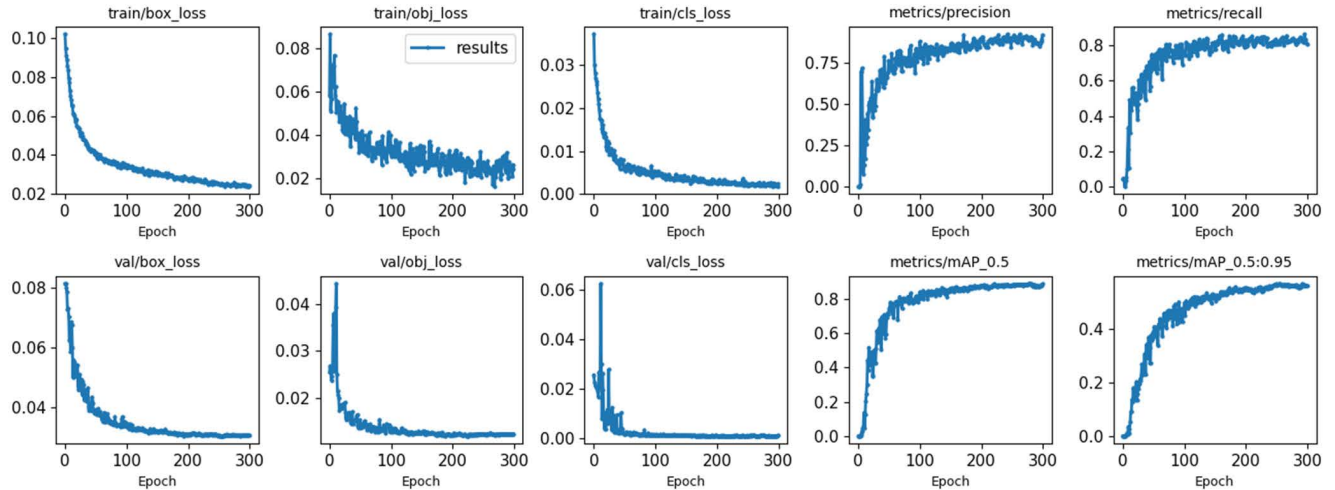 train/box_loss
0.10
0.08
0.06
0.04
0.02
0 100 200 300
Epoch
train/obj_loss
results
0.08
0.06
0.04
0.02
0 100 200 300
Epoch
train/cls_loss
0.03
0.02
0.01
0.00
0 100 200 300
Epoch
metrics/precision
0.75
0.50
0.25
0.00
0 100 200 300
Epoch
metrics/recall
0.8
0.6
0.4
0.2
0.0
0 100 200 300
Epoch
val/box_loss
0.08
0.06
0.04
0 100 200 300
Epoch
val/obj_loss
0.04
0.03
0.02
0 100 200 300
Epoch
val/cls_loss
0.06
0.04
0.02
0.00
0 100 200 300
Epoch
metrics/mAP_0.5
0.8
0.6
0.4
0.2
0.0
0 100 200 300
Epoch
metrics/mAP_0.5:0.95
0.4
0.2
0.0
0 100 200 300
Epoch